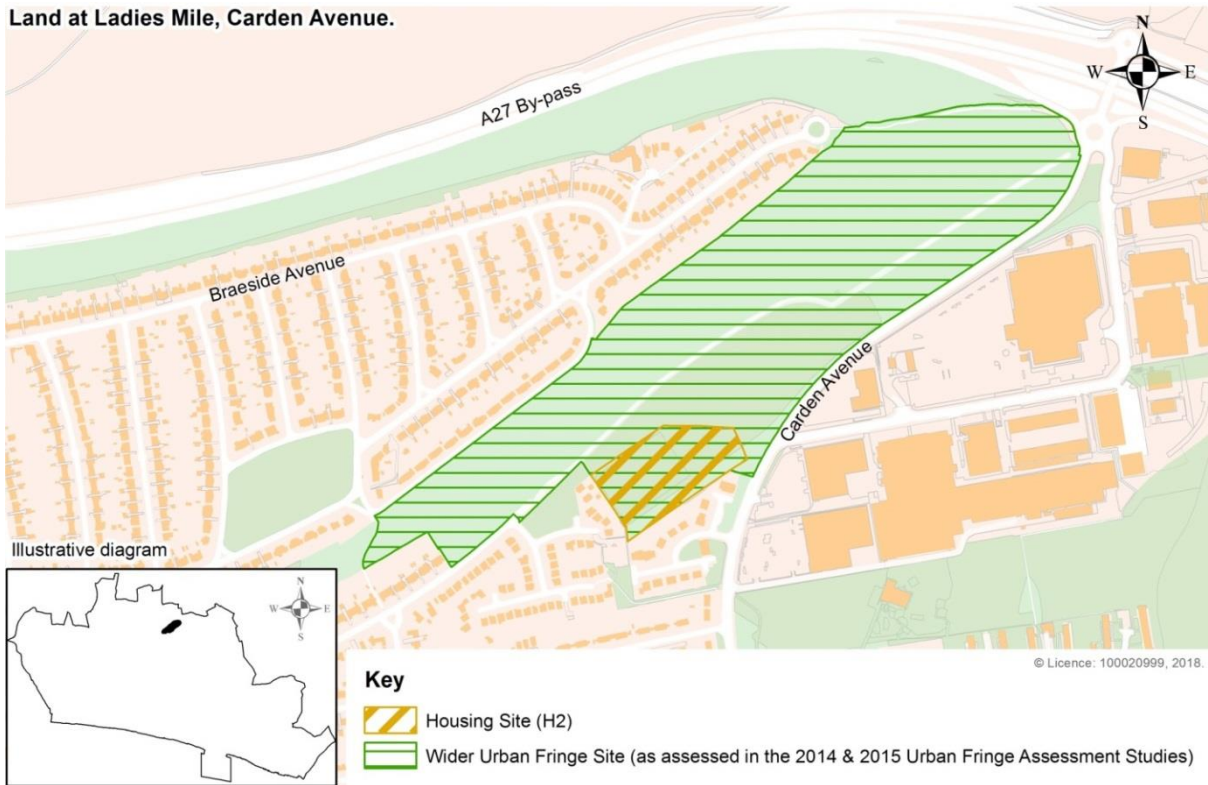 Land at Ladies Mile, Carden Avenue.
N
W E
S
A27 By-pass
Braeside Avenue
Carden Avenue
Illustrative diagram
N
W E
S
© Licence: 100020999, 2018.
Key
Housing Site (H2)
Wider Urban Fringe Site (as assessed in the 2014 & 2015 Urban Fringe Assessment Studies)